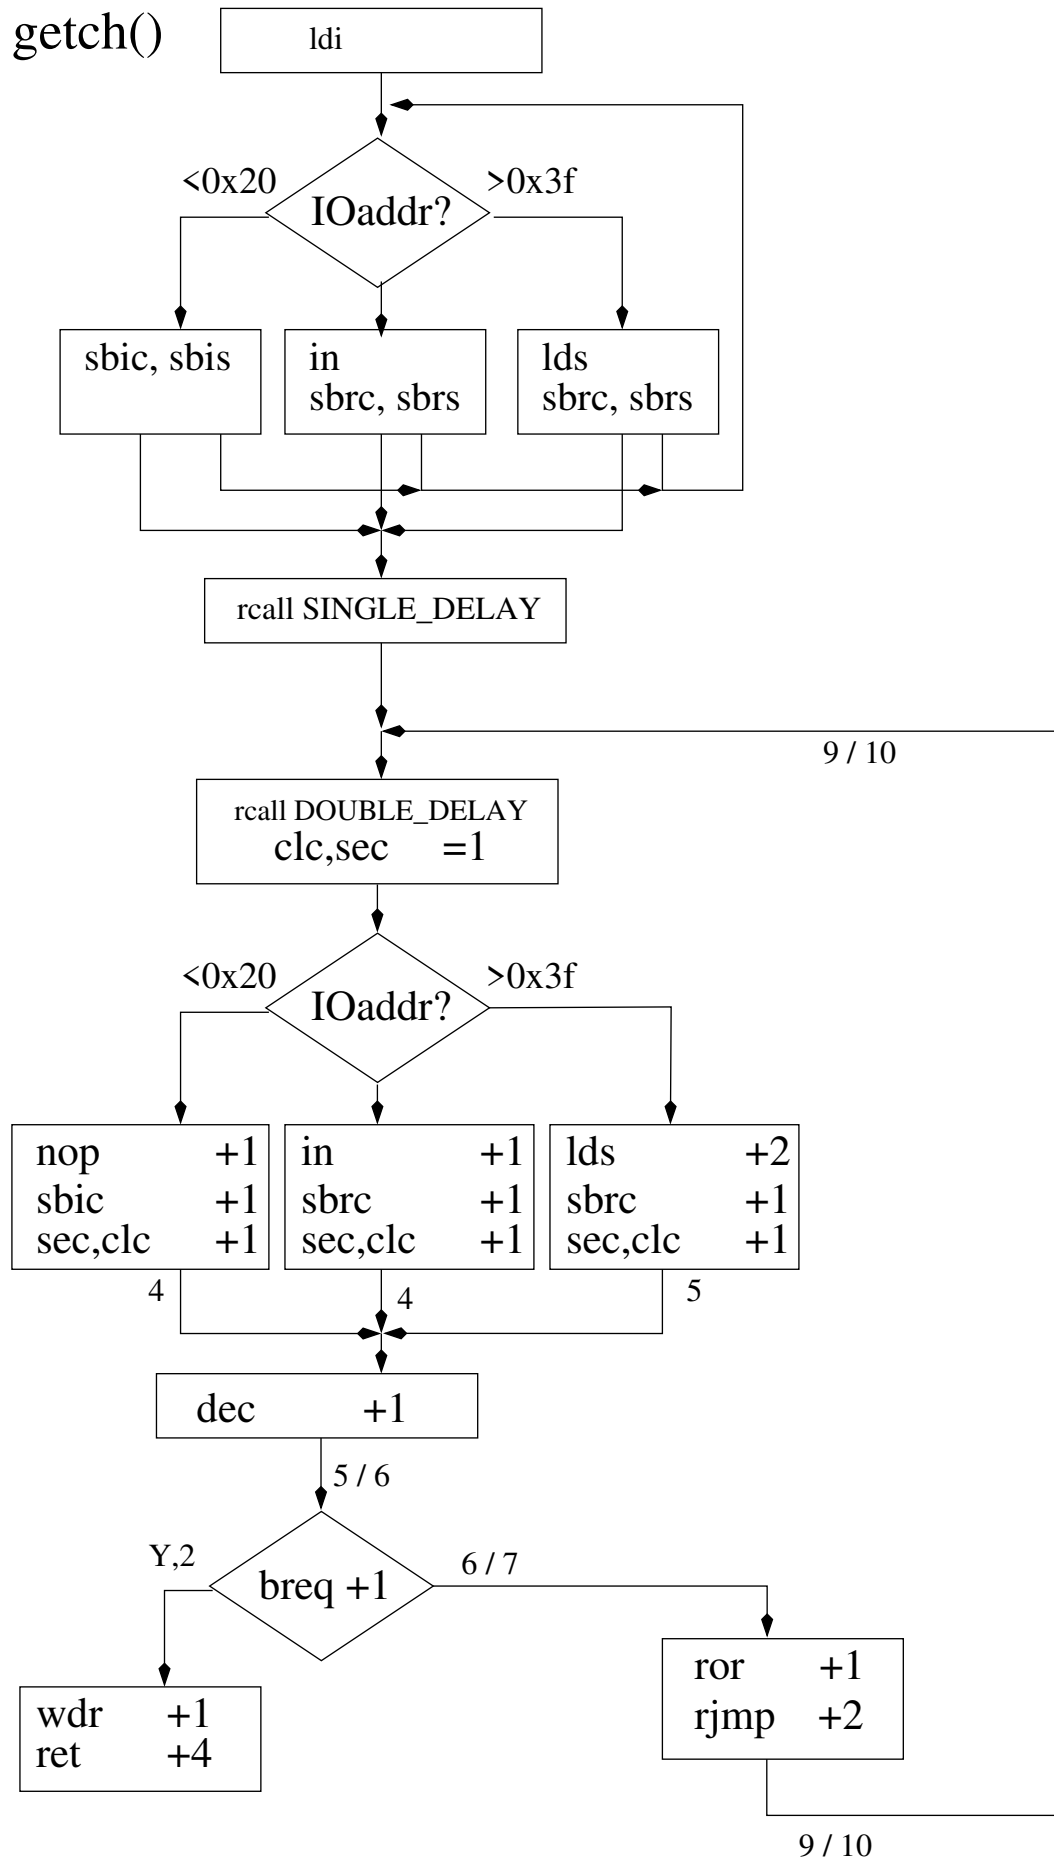 getch()
ldi
<0x20
>0x3f
IOaddr?
sbic, sbis
in
sbrc, sbrs
lds
sbrc, sbrs
rcall SINGLE_DELAY
9 / 10
rcall DOUBLE_DELAY
clc,sec =1
<0x20
>0x3f
IOaddr?
nop +1
sbic +1
sec,clc +1
in +1
sbrc +1
sec,clc +1
lds +2
sbrc +1
sec,clc +1
4
4
5
dec +1
5 / 6
Y,2
breq +1
6 / 7
wdr +1
ret +4
ror +1
rjmp +2
9 / 10